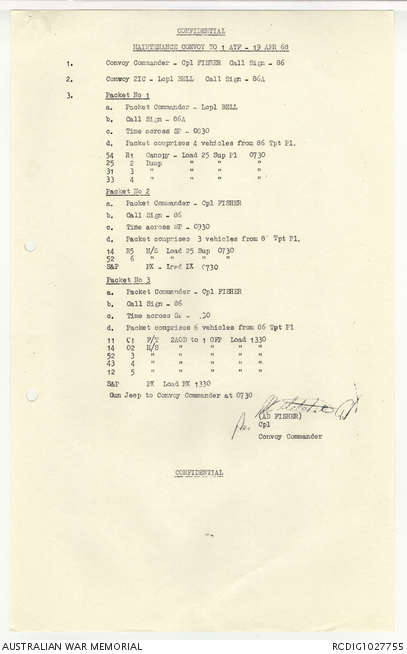 CONFIDENTIAL
MAINTENANCE CONVOY TO 1 ATF - 19 APR 68
1. Convoy Commander - Cpl FISHER Call Sign - 86
2. Convoy 2IC - Lcpl BELL Call Sign - 86A
3. Packet No 1
a. Packet Commander - Lcpl BELL
b. Call Sign - 86A
c. Time across SP - 0830
d. Packet comprises 4 vehicles from 86 Tpt Pl.
54 R1 Canopy - Load 25 Sup Pl 0730
25 2 Dump " " "
31 3 " " " "
33 4 " " " "
Packet No 2
a. Packet Commander - Cpl FISHER
b. Call Sign - 86
c. Time across SP - 0930
d. Packet comprises 3 vehicles from 8 Tpt Pl.
14 R5 H/S Load 25 Sup 0730
52 6 " " " "
S&P PX - Load PX 0730
Packet No 3
a. Packet Commander - Cpl FISHER
b. Call Sign - 86
c. Time across SP - 30
d. Packet comprises 6 vehicles from 86 Tpt Pl
11 C1 P/T 2AOD to 1 OFP Load 1330
14 O2 H/S " " " "
52 3 " " " " "
43 4 " " " " "
12 5 " " " " "
S&P PX Load PX 1330
Gun Jeep to Convoy Commander at 0730
(AD FISHER)
Cpl
Convoy Commander
CONFIDENTIAL
AUSTRALIAN WAR MEMORIAL RCDIG1027755